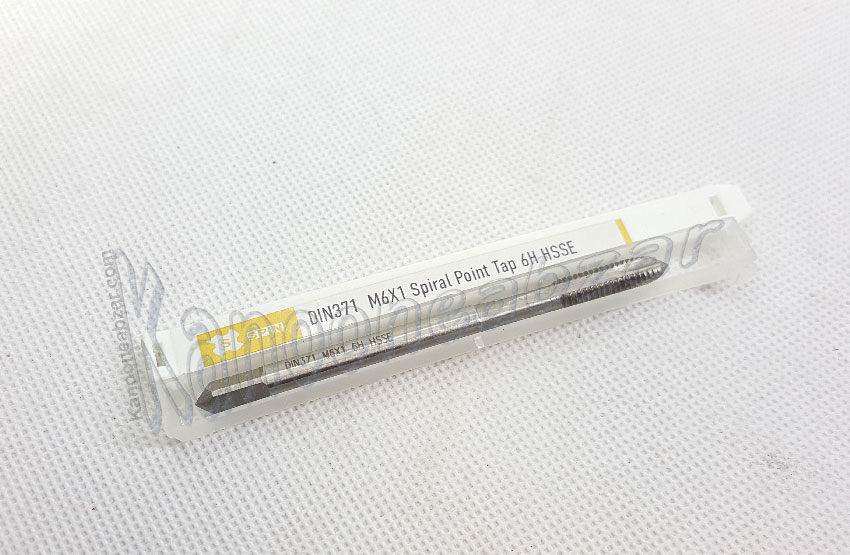 DIN371 M6X1 Spiral Point Tap 6H HSSE
DIN371 M6X1 6H HSSE
Kanooneabzar
Kanooneabzar.com